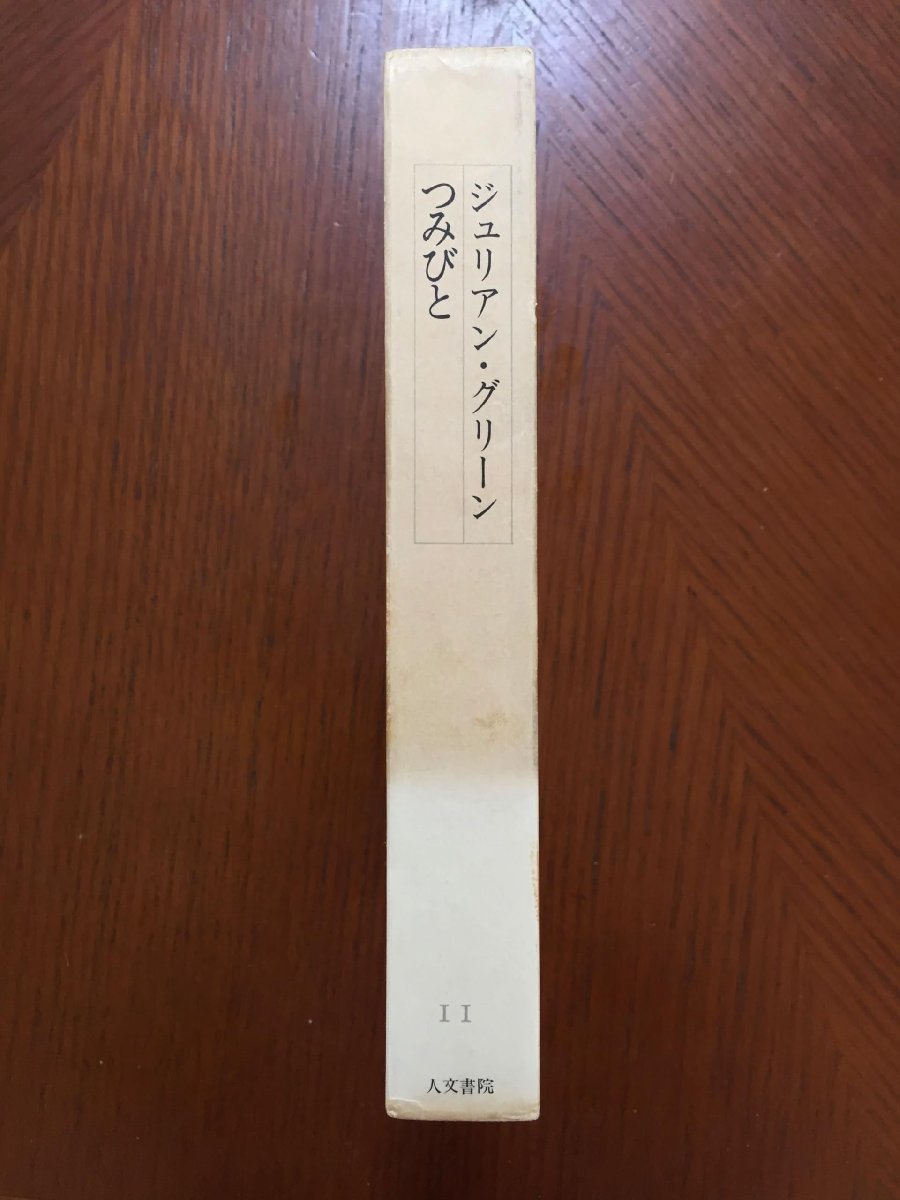 ジュリアン・グリーン
つみびと
11
人文書院